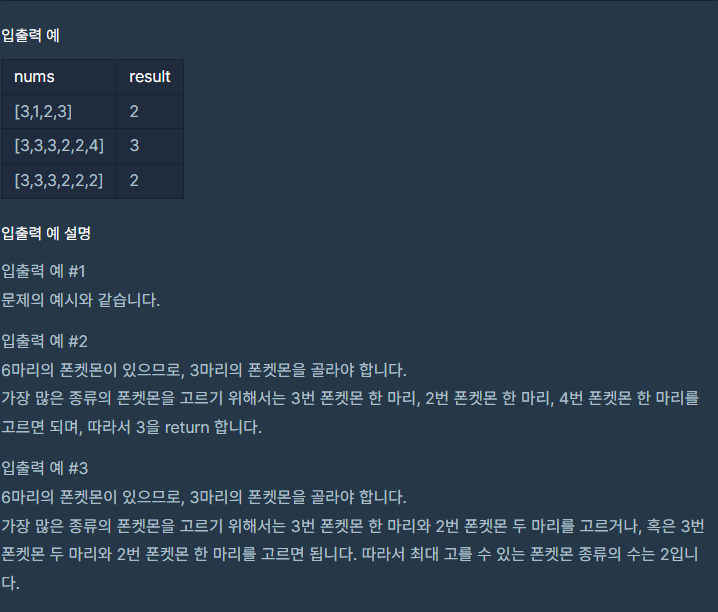 입출력 예
nums result
[3,1,2,3] 2
[3,3,3,2,2,4] 3
[3,3,3,2,2,2] 2
입출력 예 설명
입출력 예 #1
문제의 예시와 같습니다.
입출력 예 #2
6마리의 폰켓몬이 있으므로, 3마리의 폰켓몬을 골라야 합니다.
가장 많은 종류의 폰켓몬을 고르기 위해서는 3번 폰켓몬 한 마리, 2번 폰켓몬 한 마리, 4번 폰켓몬 한 마리를
고르면 되며, 따라서 3을 return 합니다.
입출력 예 #3
6마리의 폰켓몬이 있으므로, 3마리의 폰켓몬을 골라야 합니다.
가장 많은 종류의 폰켓몬을 고르기 위해서는 3번 폰켓몬 한 마리와 2번 폰켓몬 두 마리를 고르거나, 혹은 3번
폰켓몬 두 마리와 2번 폰켓몬 한 마리를 고르면 됩니다. 따라서 최대 고를 수 있는 폰켓몬 종류의 수는 2입니
다.